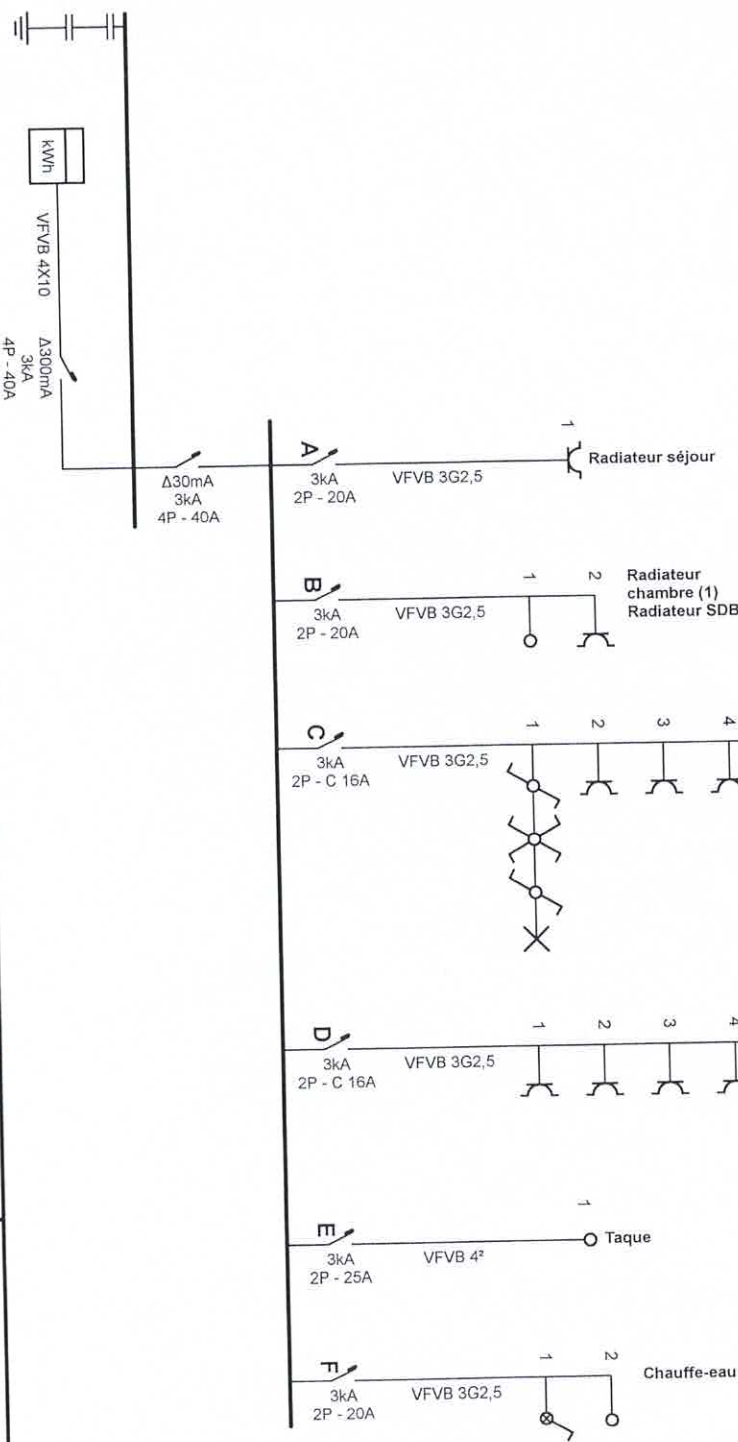 kWh
VFVB 4X10
Δ300mA
3kA
4P - 40A
Δ30mA
3kA
4P - 40A
A
3kA
2P - 20A
VFVB 3G2,5
1
Radiateur séjour
B
3kA
2P - 20A
VFVB 3G2,5
1
2
Radiateur
chambre (1)
Radiateur SDB
C
3kA
2P - C 16A
VFVB 3G2,5
1
2
3
4
D
3kA
2P - C 16A
VFVB 3G2,5
1
2
3
4
E
3kA
2P - 25A
VFVB 4²
1
Taque
F
3kA
2P - 20A
VFVB 3G2,5
1
2
Chauffe-eau